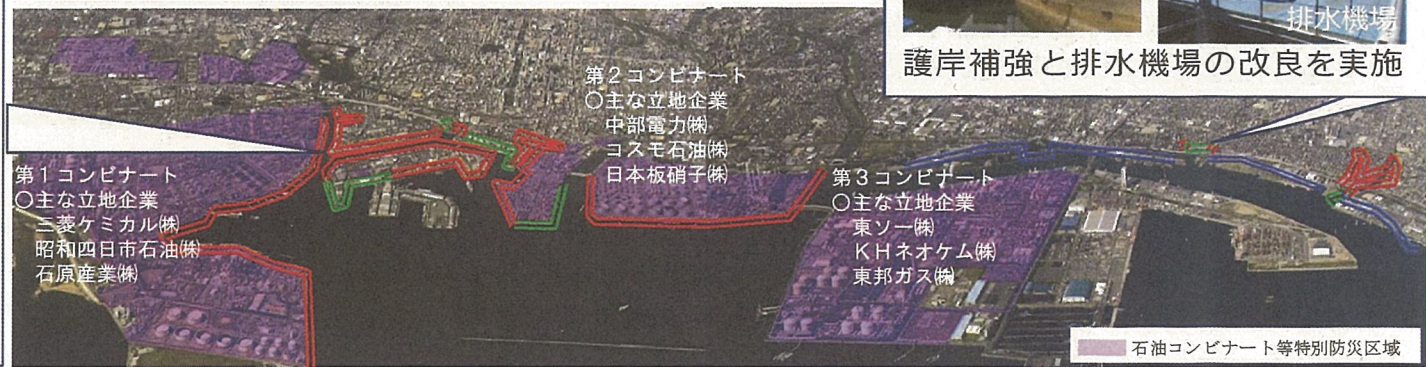 排水機場
護岸補強と排水機場の改良を実施
第2コンビナート
○主な立地企業
中部電力㈱
コスモ石油㈱
日本板硝子㈱
第1コンビナート
○主な立地企業
三菱ケミカル㈱
昭和四日市石油㈱
石原産業㈱
第3コンビナート
○主な立地企業
東ソー㈱
KHネオケム㈱
東邦ガス㈱
石油コンビナート等特別防災区域